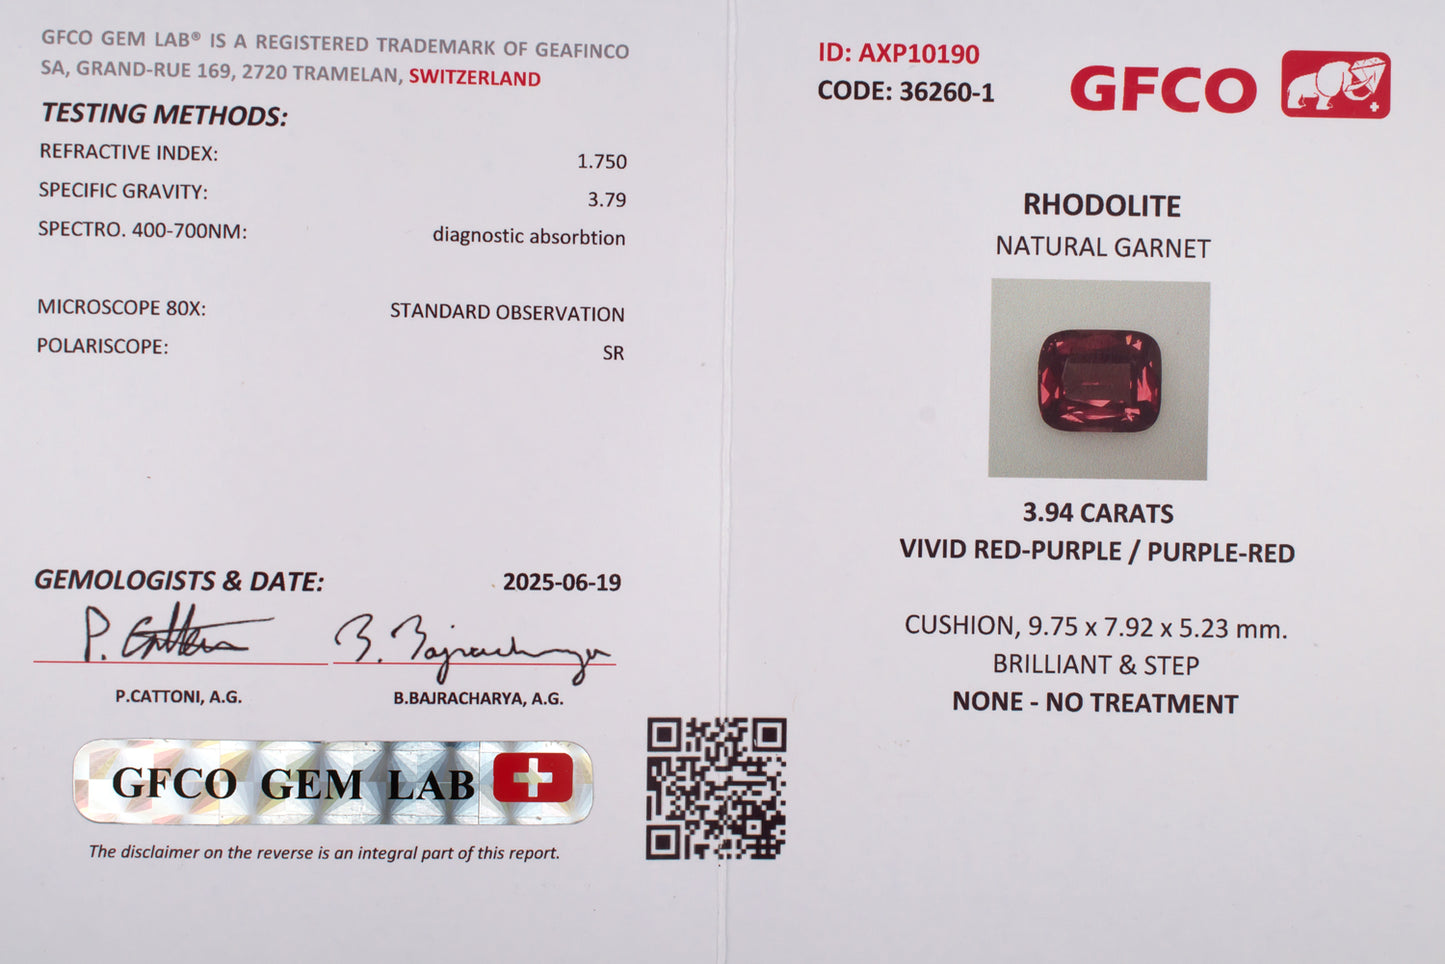 GFCO GEM LAB® IS A REGISTERED TRADEMARK OF GEAFINCO
SA, GRAND-RUE 169, 2720 TRAMELAN, SWITZERLAND
TESTING METHODS:
REFRACTIVE INDEX: 1.750
SPECIFIC GRAVITY: 3.79
SPECTRO. 400-700NM: diagnostic absorbtion
MICROSCOPE 80X: STANDARD OBSERVATION
POLARISCOPE: SR
GEMOLOGISTS & DATE: 2025-06-19
P. Cattoni B. Bajracharya
P.CATTONI, A.G. B.BAJRACHARYA, A.G.
GFCO GEM LAB
The disclaimer on the reverse is an integral part of this report.
ID: AXP10190
CODE: 36260-1
GFCO
RHODOLITE
NATURAL GARNET
3.94 CARATS
VIVID RED-PURPLE / PURPLE-RED
CUSHION, 9.75 x 7.92 x 5.23 mm.
BRILLIANT & STEP
NONE - NO TREATMENT